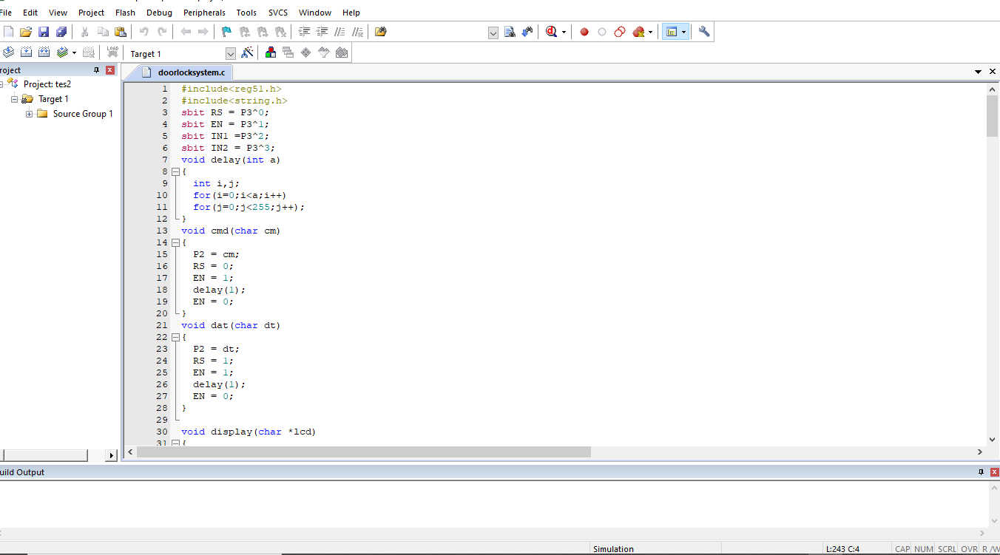 File Edit View Project Flash Debug Peripherals Tools SVCS Window Help
LOAD
Target 1
roject
doorlocksystem.c
Project: tes2
Target 1
Source Group 1
1 #include<reg51.h>
2 #include<string.h>
3 sbit RS = P3^0;
4 sbit EN = P3^1;
5 sbit IN1 =P3^2;
6 sbit IN2 = P3^3;
7 void delay(int a)
8 {
9 int i,j;
10 for(i=0;i<a;i++)
11 for(j=0;j<255;j++);
12 }
13 void cmd(char cm)
14 {
15 P2 = cm;
16 RS = 0;
17 EN = 1;
18 delay(1);
19 EN = 0;
20 }
21 void dat(char dt)
22 {
23 P2 = dt;
24 RS = 1;
25 EN = 1;
26 delay(1);
27 EN = 0;
28 }
29
30 void display(char *lcd)
31 {
uild Output
Simulation L:243 C:4 CAP NUM SCRL OVR R /W